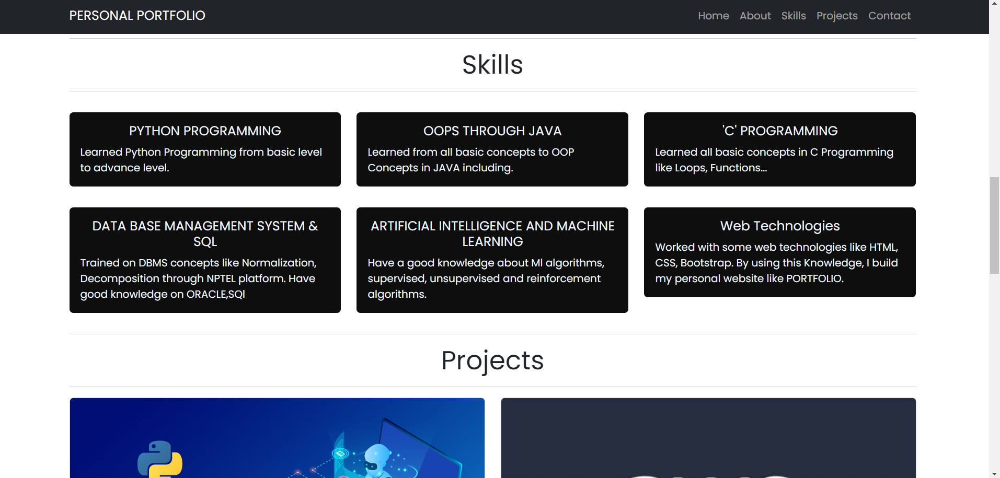 PERSONAL PORTFOLIO
Home About Skills Projects Contact
Skills
PYTHON PROGRAMMING
Learned Python Programming from basic level
to advance level.
OOPS THROUGH JAVA
Learned from all basic concepts to OOP
Concepts in JAVA including.
'C' PROGRAMMING
Learned all basic concepts in C Programming
like Loops, Functions...
DATA BASE MANAGEMENT SYSTEM &
SQL
Trained on DBMS concepts like Normalization,
Decomposition through NPTEL platform. Have
good knowledge on ORACLE,SQl
ARTIFICIAL INTELLIGENCE AND MACHINE
LEARNING
Have a good knowledge about Ml algorithms,
supervised, unsupervised and reinforcement
algorithms.
Web Technologies
Worked with some web technologies like HTML,
CSS, Bootstrap. By using this Knowledge, I build
my personal website like PORTFOLIO.
Projects